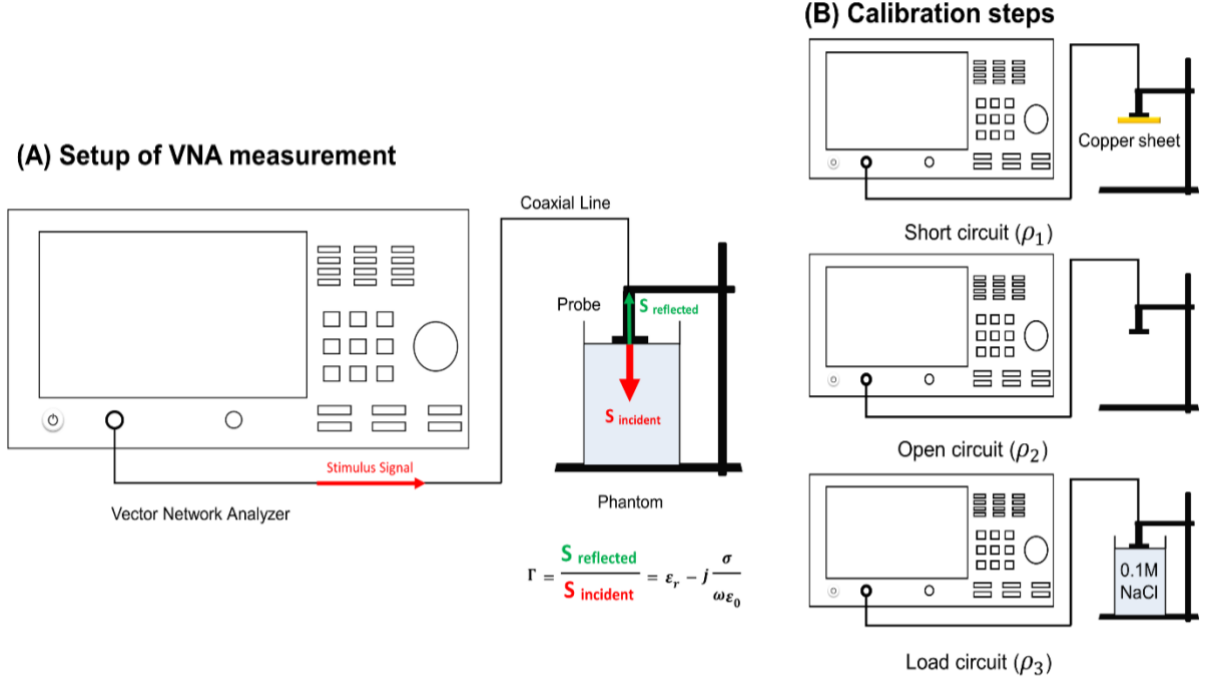 (A) Setup of VNA measurement
Coaxial Line
Probe
S reflected
S incident
Stimulus Signal
Vector Network Analyzer
Phantom
Γ = S reflected / S incident = εr − j σ / ωε0
(B) Calibration steps
Copper sheet
Short circuit (ρ1)
Open circuit (ρ2)
0.1M
NaCl
Load circuit (ρ3)